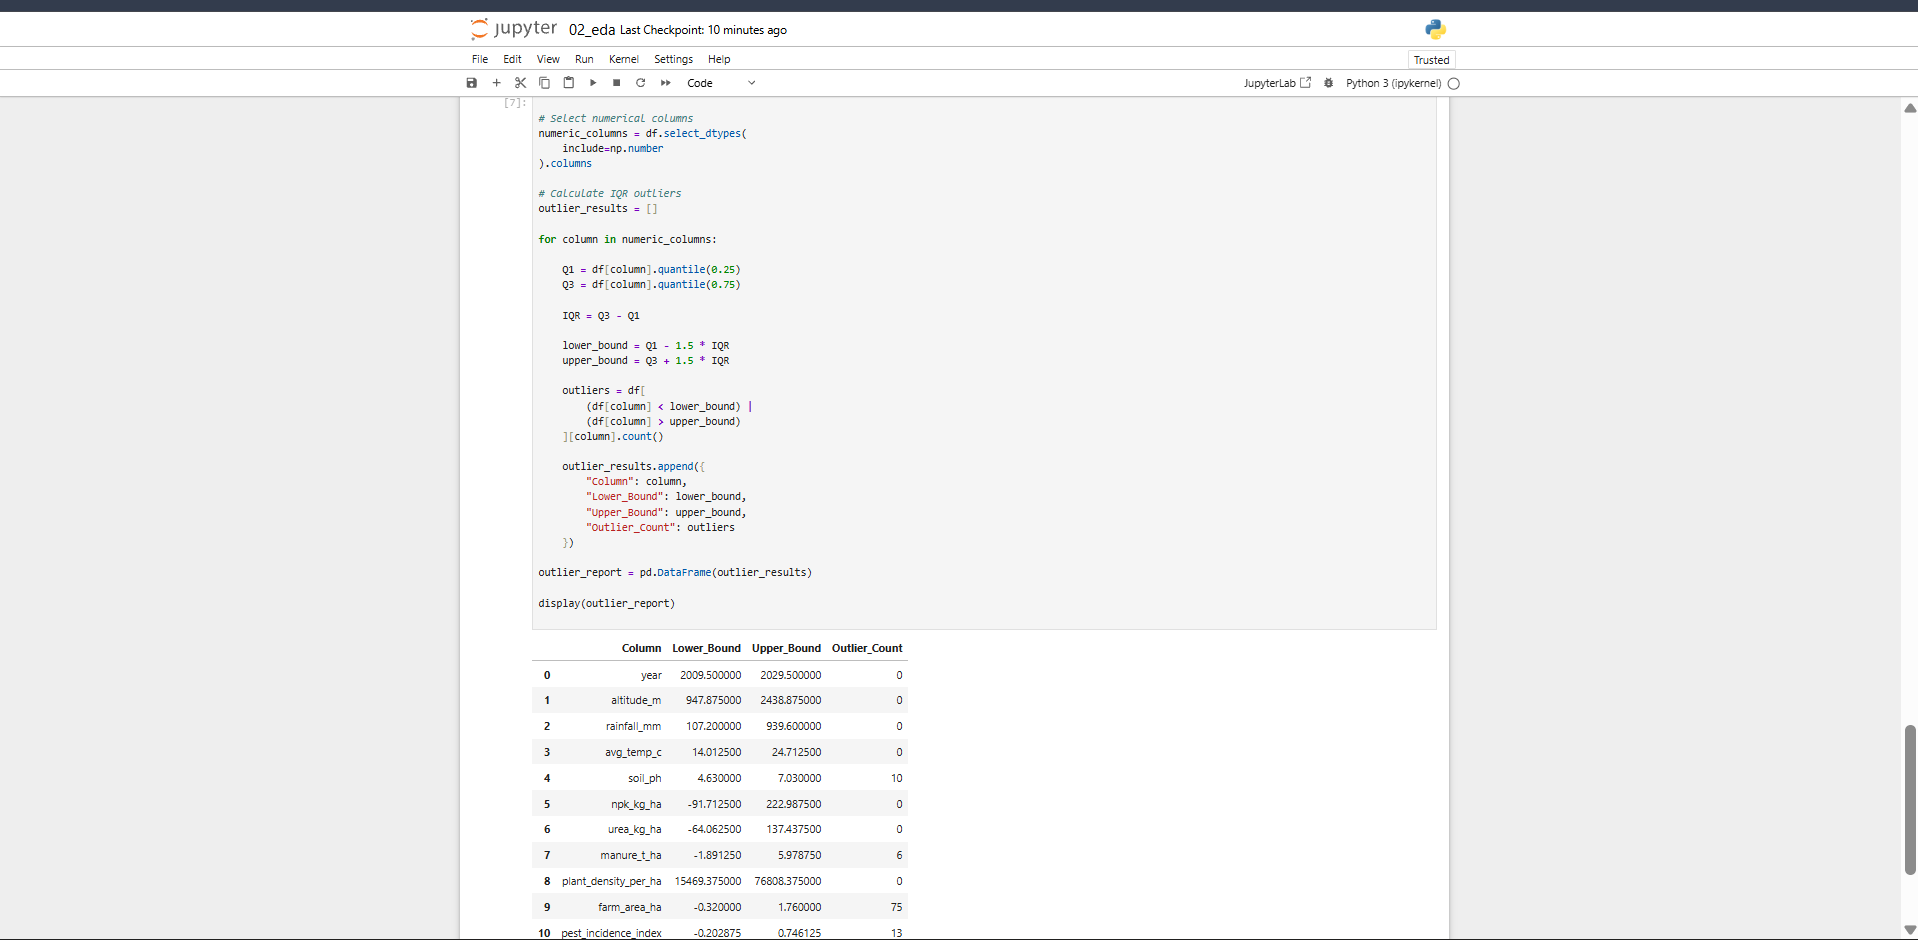 jupyter 02_eda Last Checkpoint: 10 minutes ago
File Edit View Run Kernel Settings Help
Trusted
Code
JupyterLab Python 3 (ipykernel)
[7]:
# Select numerical columns
numeric_columns = df.select_dtypes(
    include=np.number
).columns
# Calculate IQR outliers
outlier_results = []
for column in numeric_columns:
    Q1 = df[column].quantile(0.25)
    Q3 = df[column].quantile(0.75)
    IQR = Q3 - Q1
    lower_bound = Q1 - 1.5 * IQR
    upper_bound = Q3 + 1.5 * IQR
    outliers = df[
        (df[column] < lower_bound) |
        (df[column] > upper_bound)
    ][column].count()
    outlier_results.append({
        "Column": column,
        "Lower_Bound": lower_bound,
        "Upper_Bound": upper_bound,
        "Outlier_Count": outliers
    })
outlier_report = pd.DataFrame(outlier_results)
display(outlier_report)
Column Lower_Bound Upper_Bound Outlier_Count
0 year 2009.500000 2029.500000 0
1 altitude_m 947.875000 2438.875000 0
2 rainfall_mm 107.200000 939.600000 0
3 avg_temp_c 14.012500 24.712500 0
4 soil_ph 4.630000 7.030000 10
5 npk_kg_ha -91.712500 222.987500 0
6 urea_kg_ha -64.062500 137.437500 0
7 manure_t_ha -1.891250 5.978750 6
8 plant_density_per_ha 15469.375000 76808.375000 0
9 farm_area_ha -0.320000 1.760000 75
10 pest_incidence_index -0.202875 0.746125 13